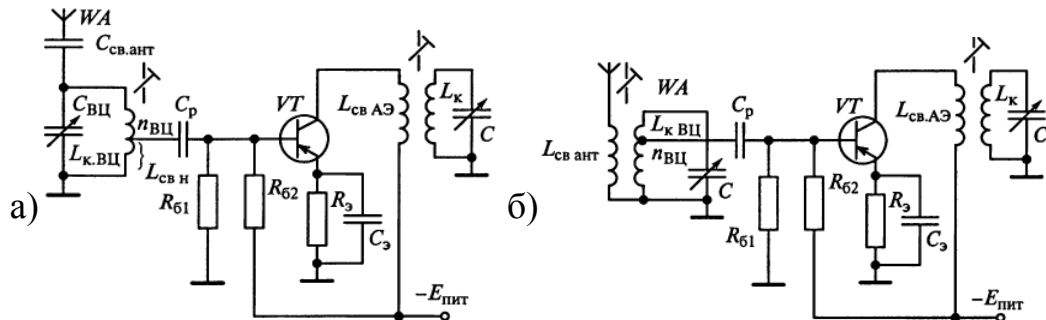 WA
Cсв.ант
Cвц
nвц
Lк.вц
Lсв н
Cр
VT
Lсв АЭ
Lк
C
Rб1
Rб2
Rэ
Cэ
−Eпит
а)
WA
Lсв ант
Lк вц
nвц
C
Cр
VT
Lсв.АЭ
Lк
C
Rб1
Rб2
Rэ
Cэ
−Eпит
б)